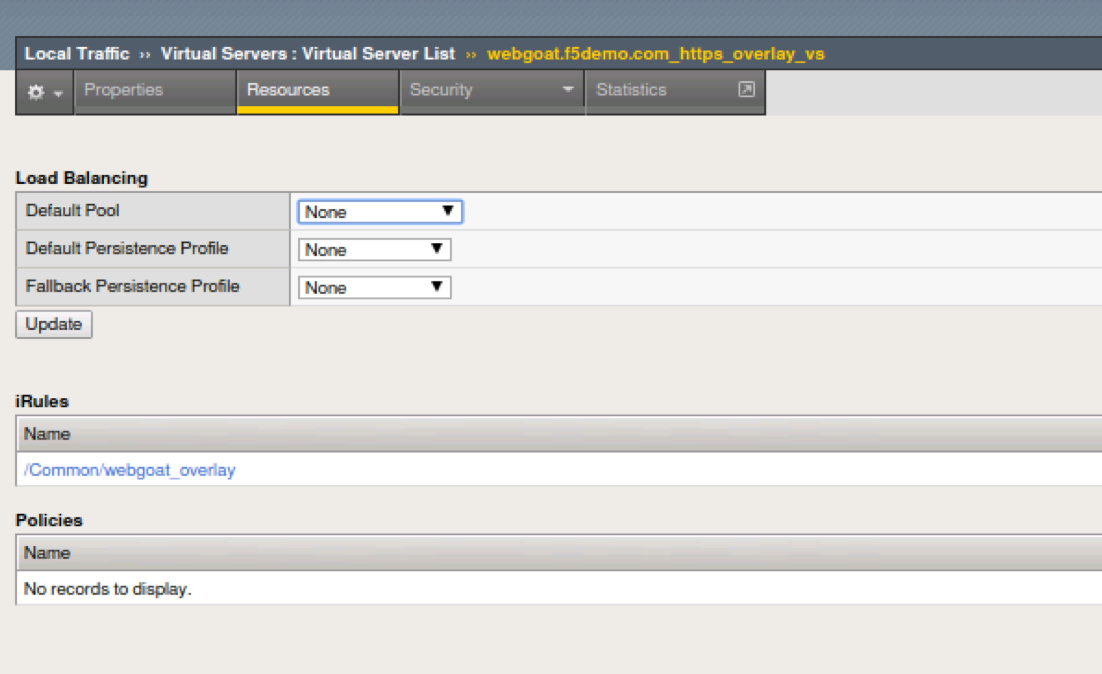 Local Traffic ›› Virtual Servers : Virtual Server List ›› webgoat.f5demo.com_https_overlay_vs
Properties Resources Security Statistics
Load Balancing
Default Pool None
Default Persistence Profile None
Fallback Persistence Profile None
Update
iRules
Name
/Common/webgoat_overlay
Policies
Name
No records to display.